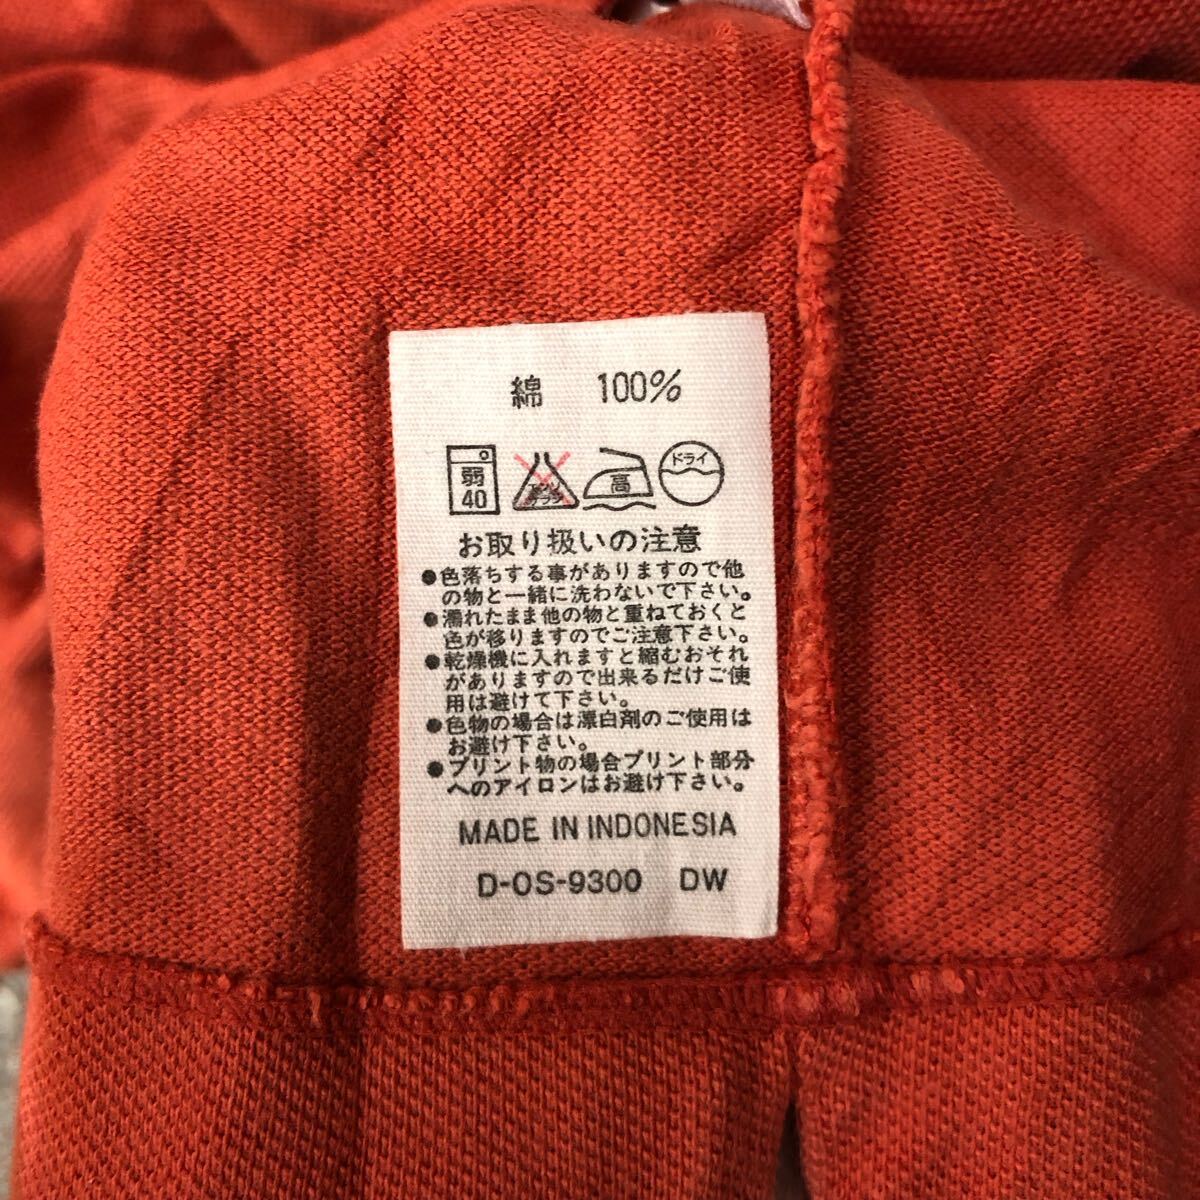 綿 100%
弱 40 エンソ サラシ 高 ドライ
お取り扱いの注意
●色落ちする事がありますので他
の物と一緒に洗わないで下さい。
●濡れたまま他の物と重ねておくと
色が移りますのでご注意下さい。
●乾燥機に入れますと縮むおそれ
がありますので出来るだけご使
用は避けて下さい。
●色物の場合は漂白剤のご使用は
お避け下さい。
●プリント物の場合プリント部分
へのアイロンはお避け下さい。
MADE IN INDONESIA
D-OS-9300 DW